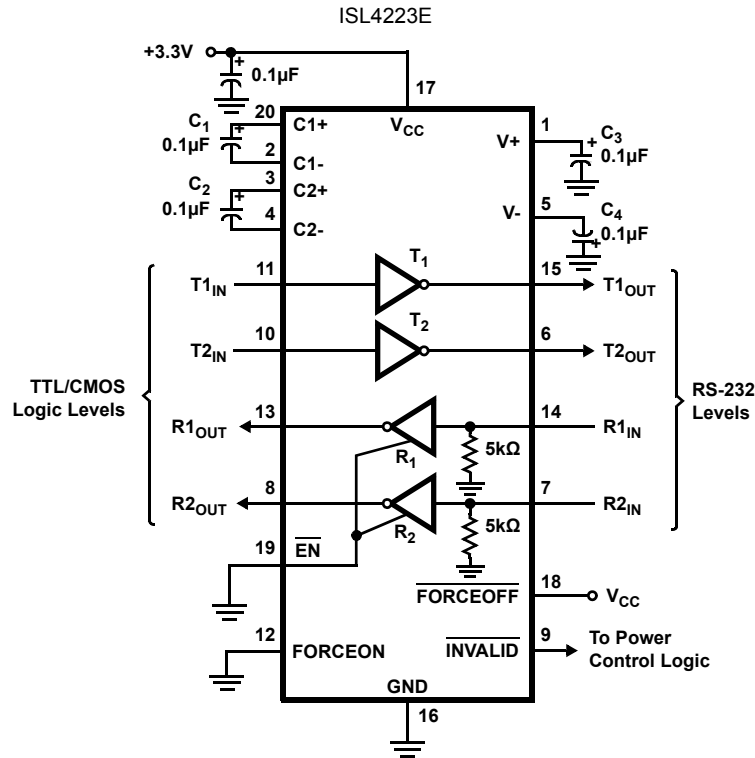 ISL4223E
+3.3V
+
0.1µF
17
20
C1+
VCC
1
V+
C1
+
0.1µF
2
C1-
+
C3
0.1µF
3
C2+
C2
+
0.1µF
4
C2-
5
V-
C4
0.1µF
+
T1IN
11
T1
15
T1OUT
T2IN
10
T2
6
T2OUT
TTL/CMOS
Logic Levels
RS-232
Levels
R1OUT
13
R1
5kΩ
14
R1IN
R2OUT
8
R2
5kΩ
7
R2IN
19
EN
18
FORCEOFF
VCC
12
FORCEON
9
INVALID
To Power
Control Logic
GND
16